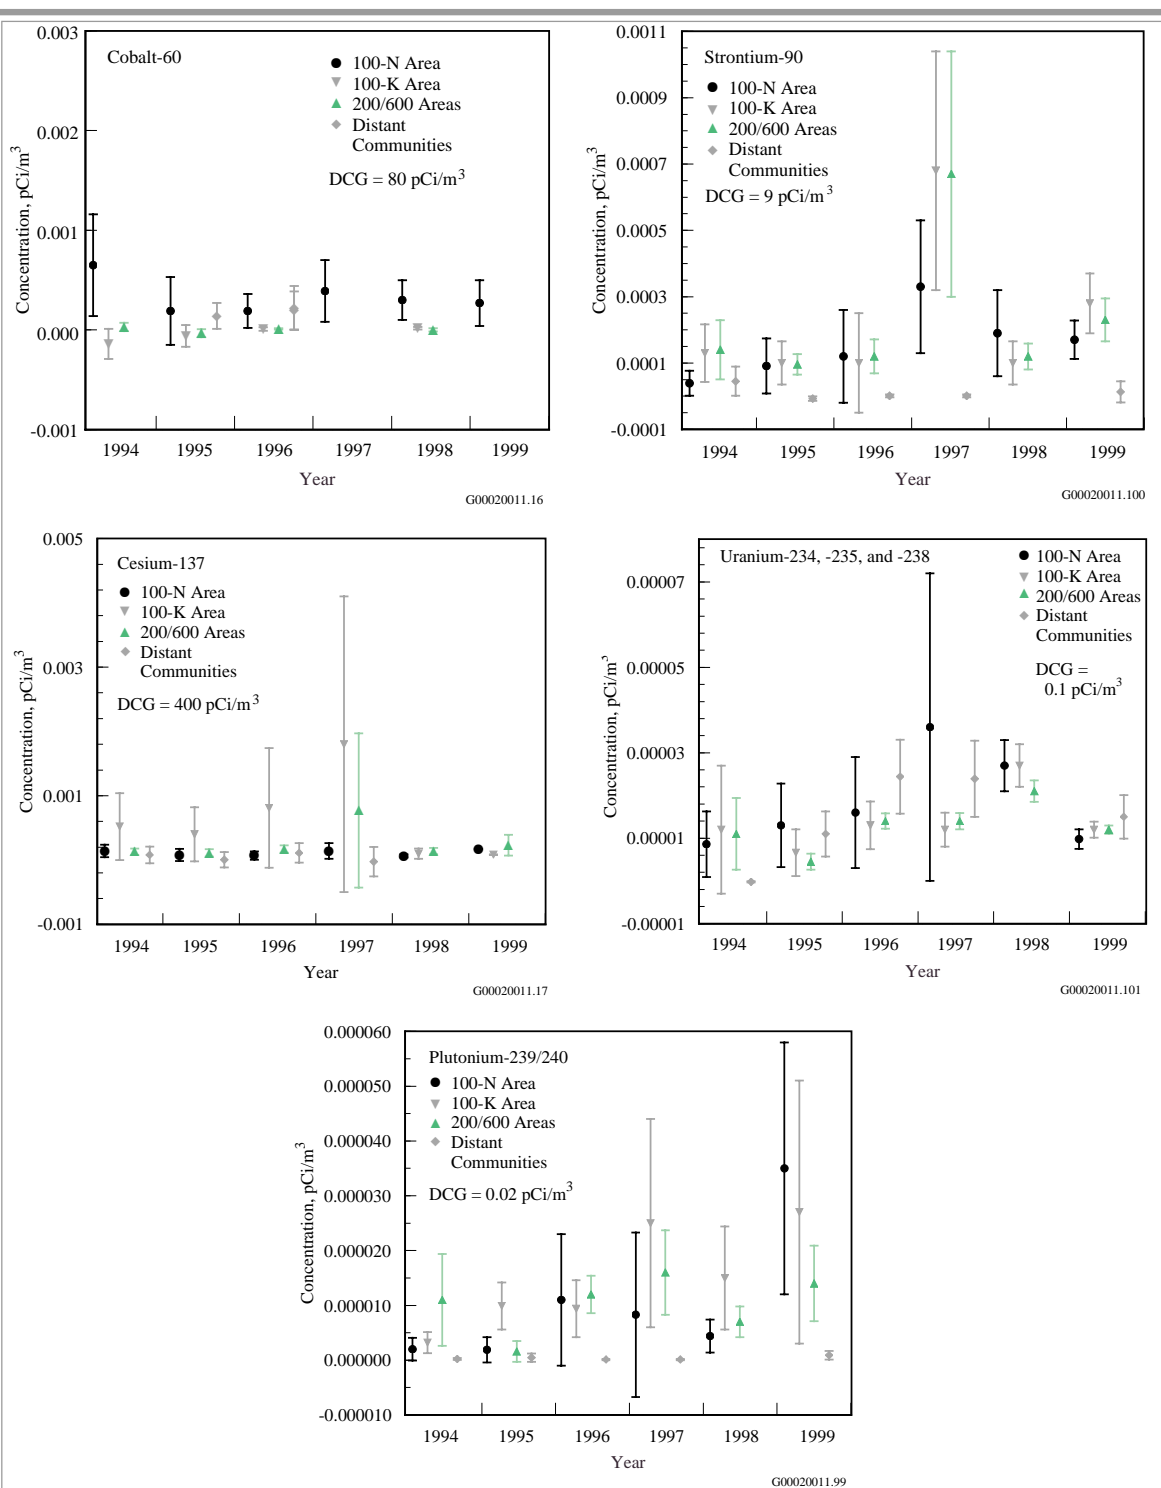 Cobalt-60
100-N Area
100-K Area
200/600 Areas
Distant
Communities
DCG = 80 pCi/m3
0.003
0.002
0.001
0.000
-0.001
Concentration, pCi/m3
1994 1995 1996 1997 1998 1999
Year
G00020011.16
Strontium-90
100-N Area
100-K Area
200/600 Areas
Distant
Communities
DCG = 9 pCi/m3
0.0011
0.0009
0.0007
0.0005
0.0003
0.0001
-0.0001
Concentration, pCi/m3
1994 1995 1996 1997 1998 1999
Year
G00020011.100
Cesium-137
100-N Area
100-K Area
200/600 Areas
Distant
Communities
DCG = 400 pCi/m3
0.005
0.003
0.001
-0.001
Concentration, pCi/m3
1994 1995 1996 1997 1998 1999
Year
G00020011.17
Uranium-234, -235, and -238
100-N Area
100-K Area
200/600 Areas
Distant
Communities
DCG =
0.1 pCi/m3
0.00007
0.00005
0.00003
0.00001
-0.00001
Concentration, pCi/m3
1994 1995 1996 1997 1998 1999
Year
G00020011.101
Plutonium-239/240
100-N Area
100-K Area
200/600 Areas
Distant
Communities
DCG = 0.02 pCi/m3
0.000060
0.000050
0.000040
0.000030
0.000020
0.000010
0.000000
-0.000010
Concentration, pCi/m3
1994 1995 1996 1997 1998 1999
Year
G00020011.99